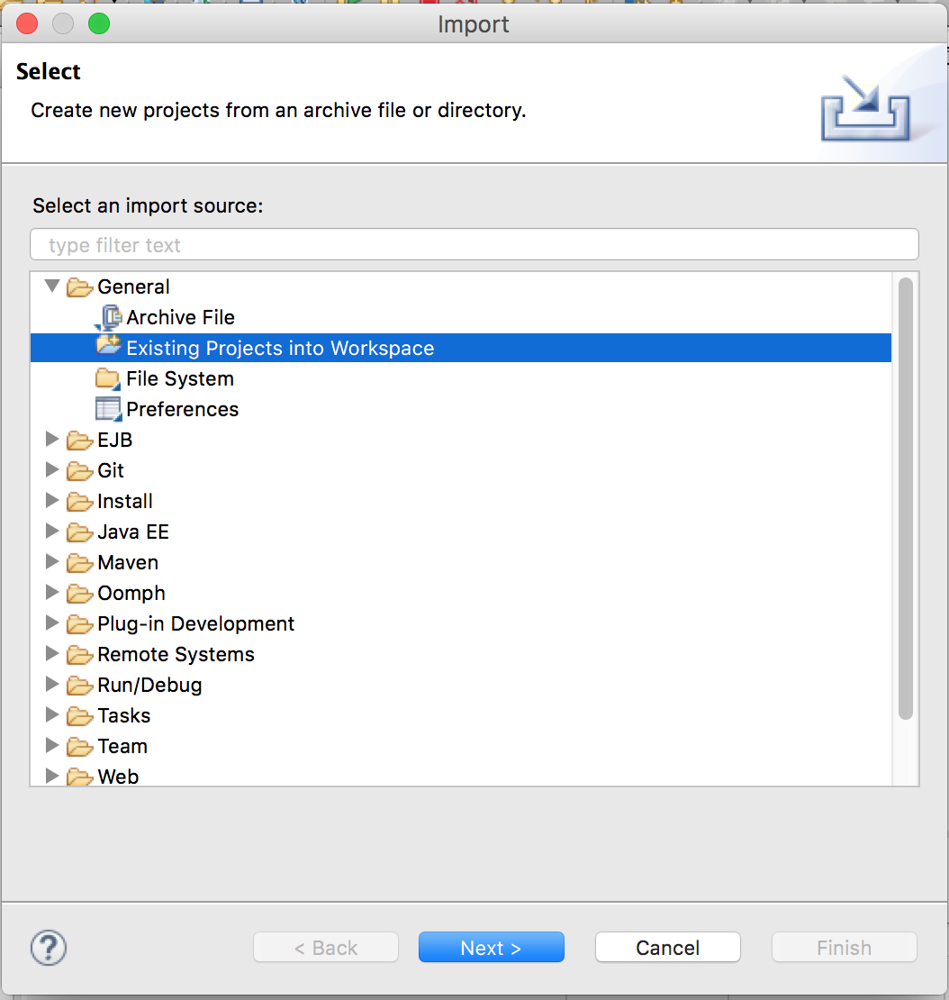 Import
Select
Create new projects from an archive file or directory.
Select an import source:
type filter text
General
Archive File
Existing Projects into Workspace
File System
Preferences
EJB
Git
Install
Java EE
Maven
Oomph
Plug-in Development
Remote Systems
Run/Debug
Tasks
Team
Web
?
< Back
Next >
Cancel
Finish